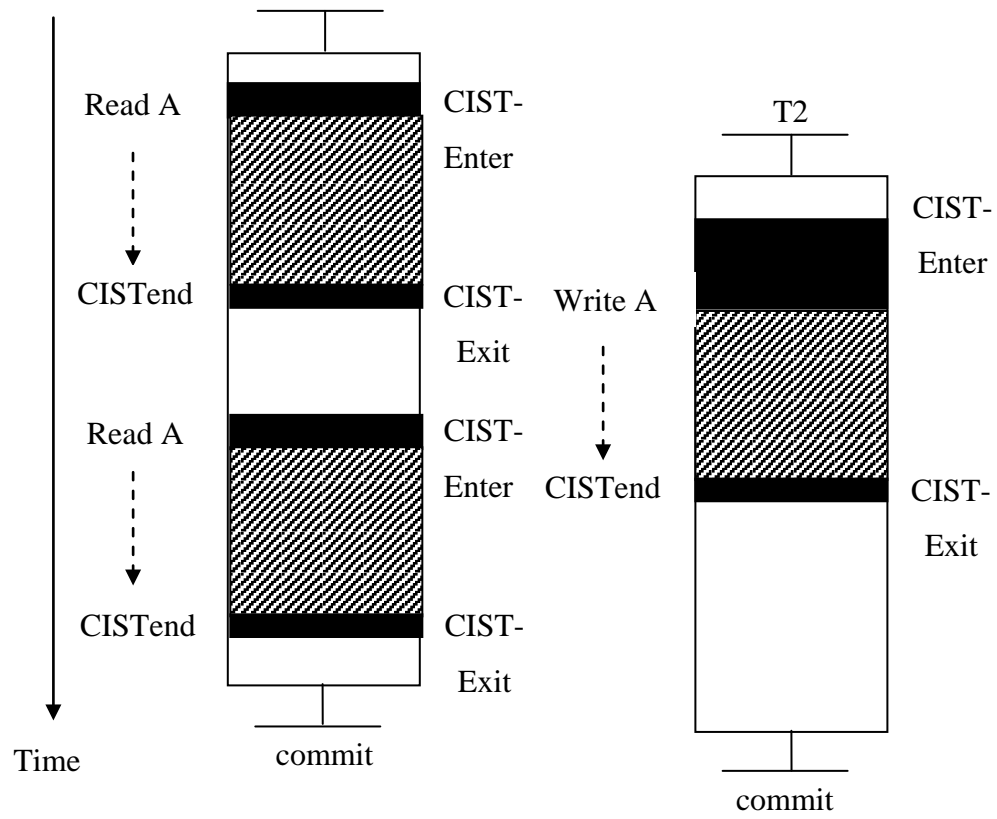 Read A
CIST-
Enter
CISTend
CIST-
Exit
Read A
CIST-
Enter
CISTend
CIST-
Exit
commit
Time
T2
CIST-
Enter
Write A
CISTend
CIST-
Exit
commit